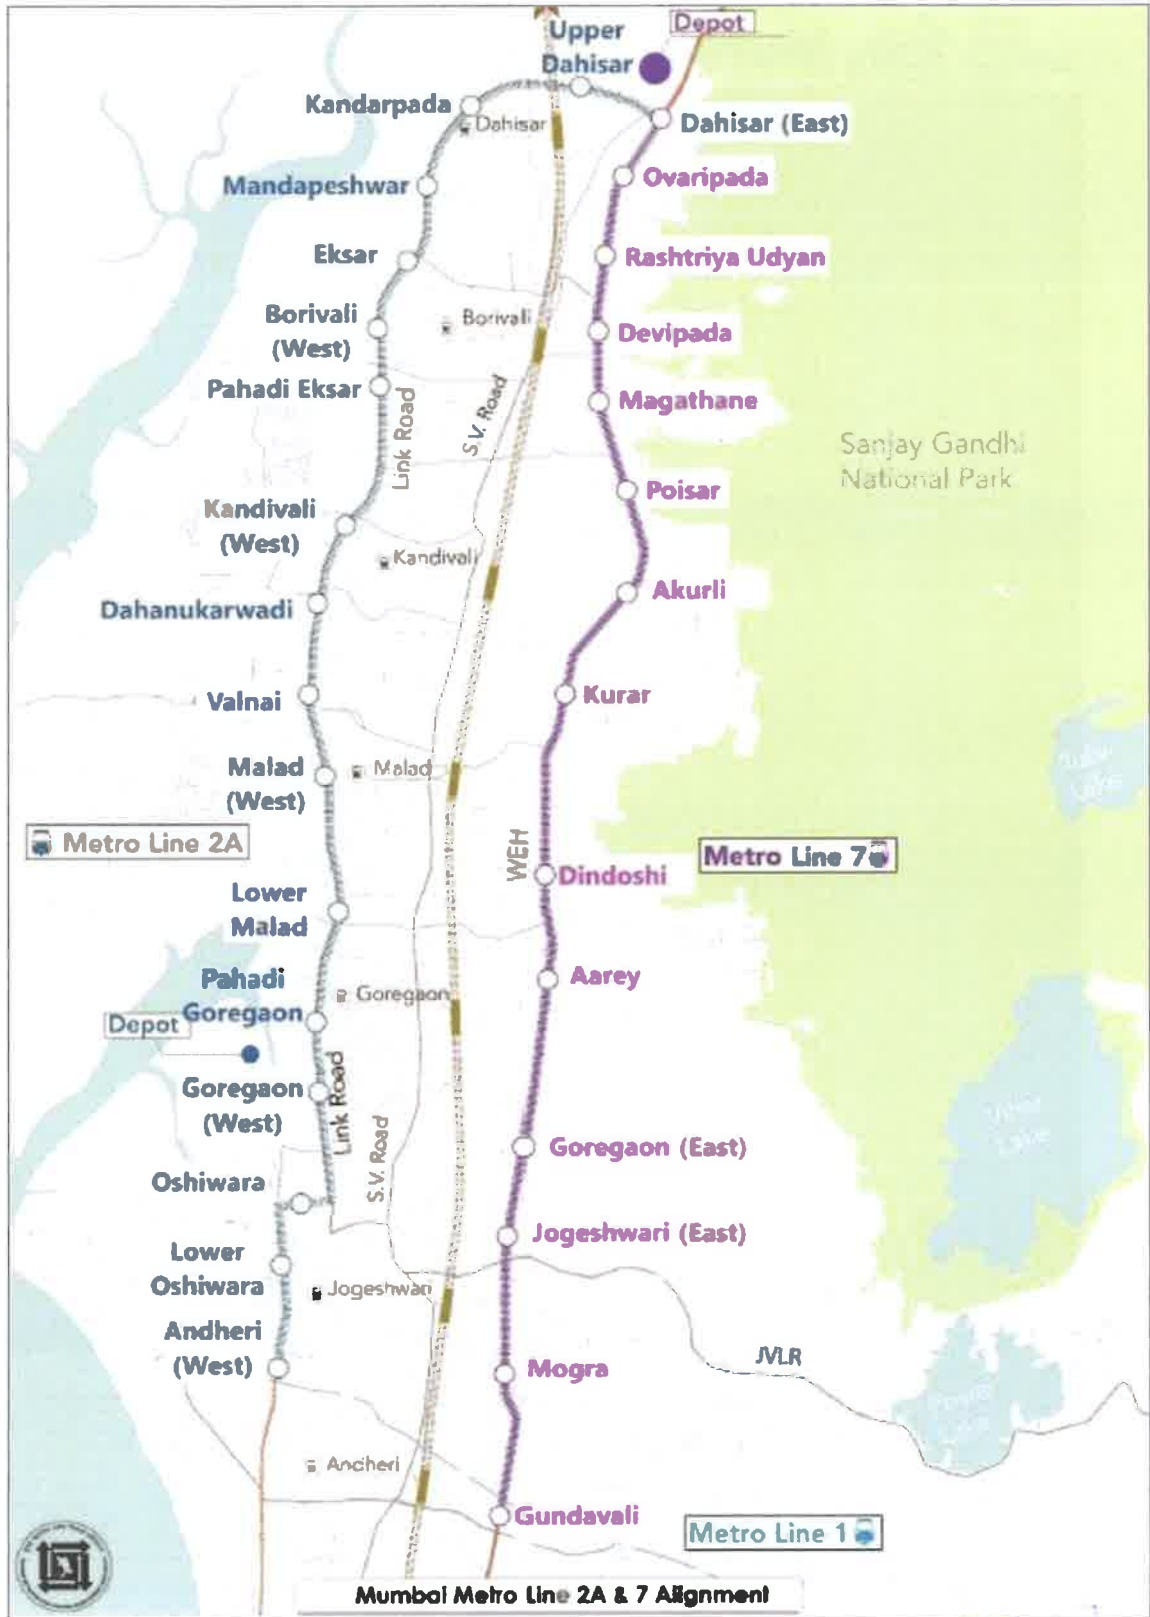 Depot
Upper
Dahisar
Kandarpada
Dahisar
Dahisar (East)
Mandapeshwar
Ovaripada
Eksar
Rashtriya Udyan
Borivali
(West)
Borivali
Devipada
Pahadi Eksar
Link Road
S.V. Road
Magathane
Sanjay Gandhi
National Park
Poisar
Kandivali
(West)
Kandivali
Akurli
Dahanukarwadi
Valnai
Kurar
Malad
(West)
Malad
Lake
Metro Line 2A
WEH
Metro Line 7
Dindoshi
Lower
Malad
Aarey
Pahadi
Goregaon
Goregaon
Depot
Goregaon
(West)
Link Road
S.V. Road
Lake
Goregaon (East)
Oshiwara
Jogeshwari (East)
Lower
Oshiwara
Jogeshwari
Andheri
(West)
Mogra
JVLR
Andheri
Gundavali
Metro Line 1
Mumbai Metro Line 2A & 7 Alignment